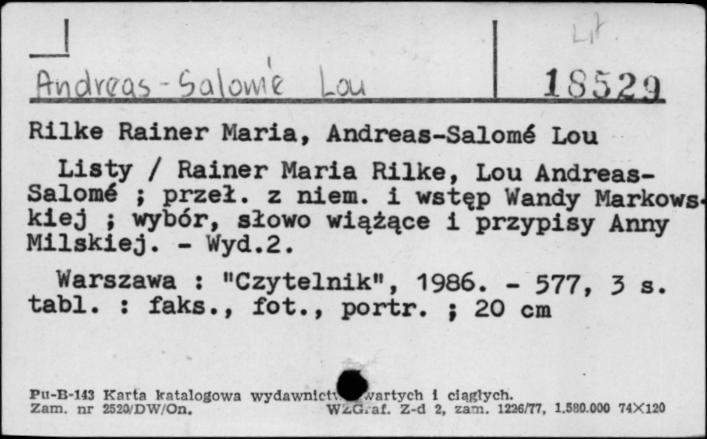 Lit.
Andreas-Salomé Lou
18529
Rilke Rainer Maria, Andreas-Salomé Lou
Listy / Rainer Maria Rilke, Lou Andreas-
Salomé ; przeł. z niem. i wstęp Wandy Markows-
kiej ; wybór, słowo wiążące i przypisy Anny
Milskiej. - Wyd.2.
Warszawa : "Czytelnik", 1986. - 577, 3 s.
tabl. : faks., fot., portr. ; 20 cm
Pu-B-143 Karta katalogowa wydawnictw zwartych i ciągłych.
Zam. nr 2520/DW/On. WZGraf. Z-d 2, zam. 1226/77, 1.580.000 74×120